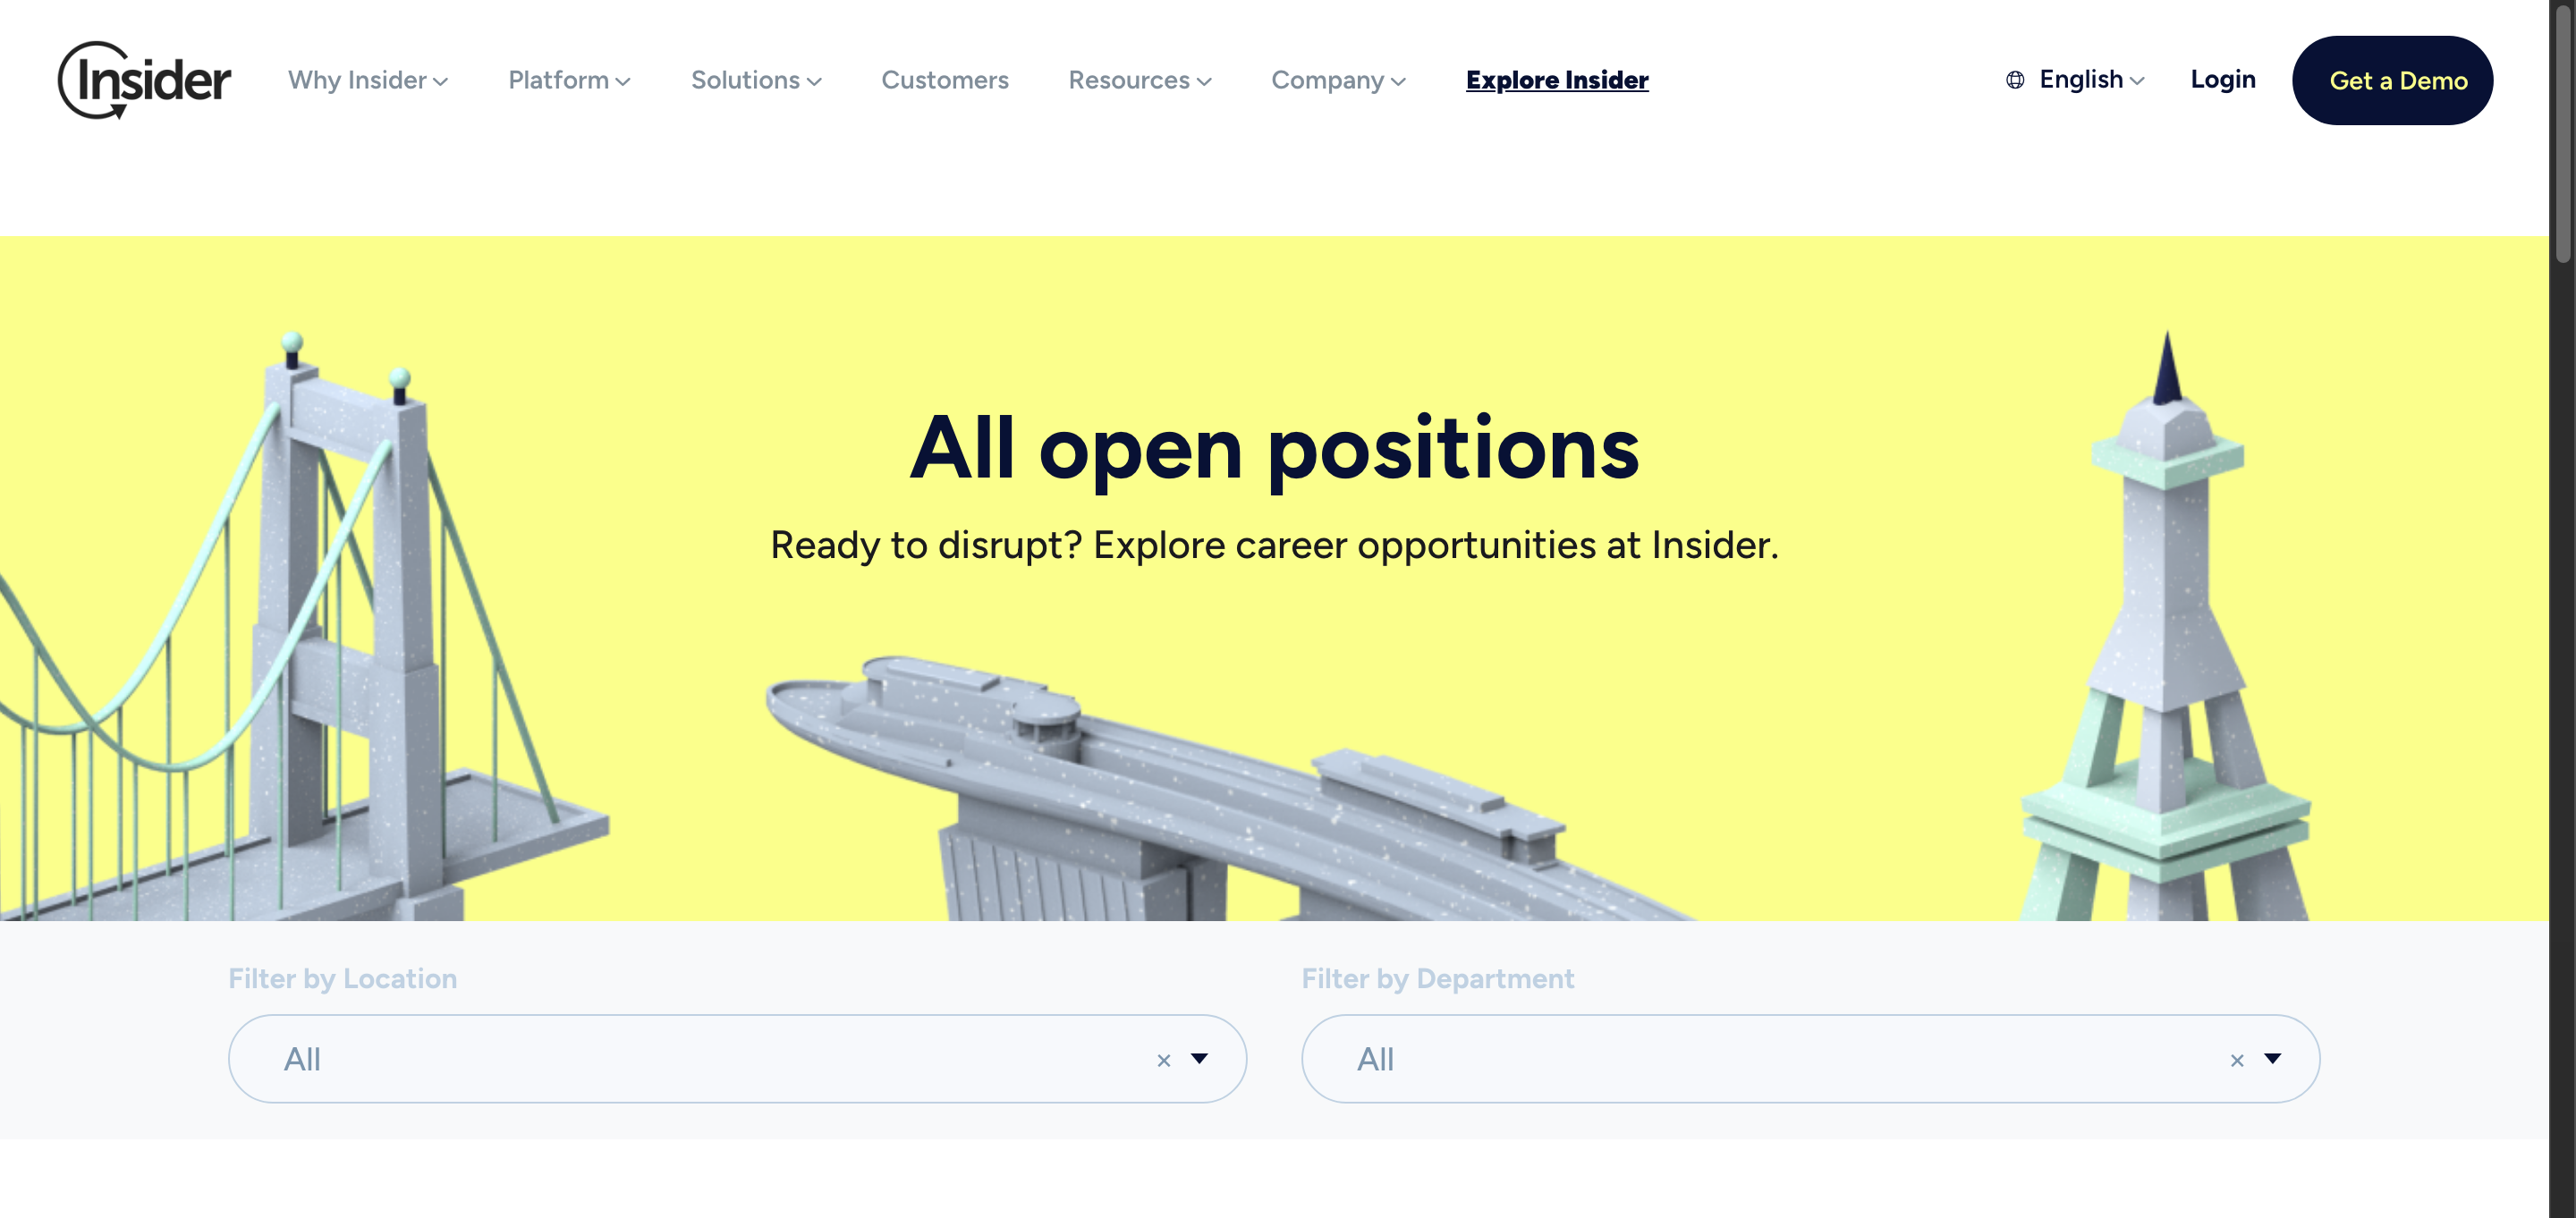 Insider
Why Insider
Platform
Solutions
Customers
Resources
Company
Explore Insider
English
Login
Get a Demo
All open positions
Ready to disrupt? Explore career opportunities at Insider.
Filter by Location
Filter by Department
All
×
All
×